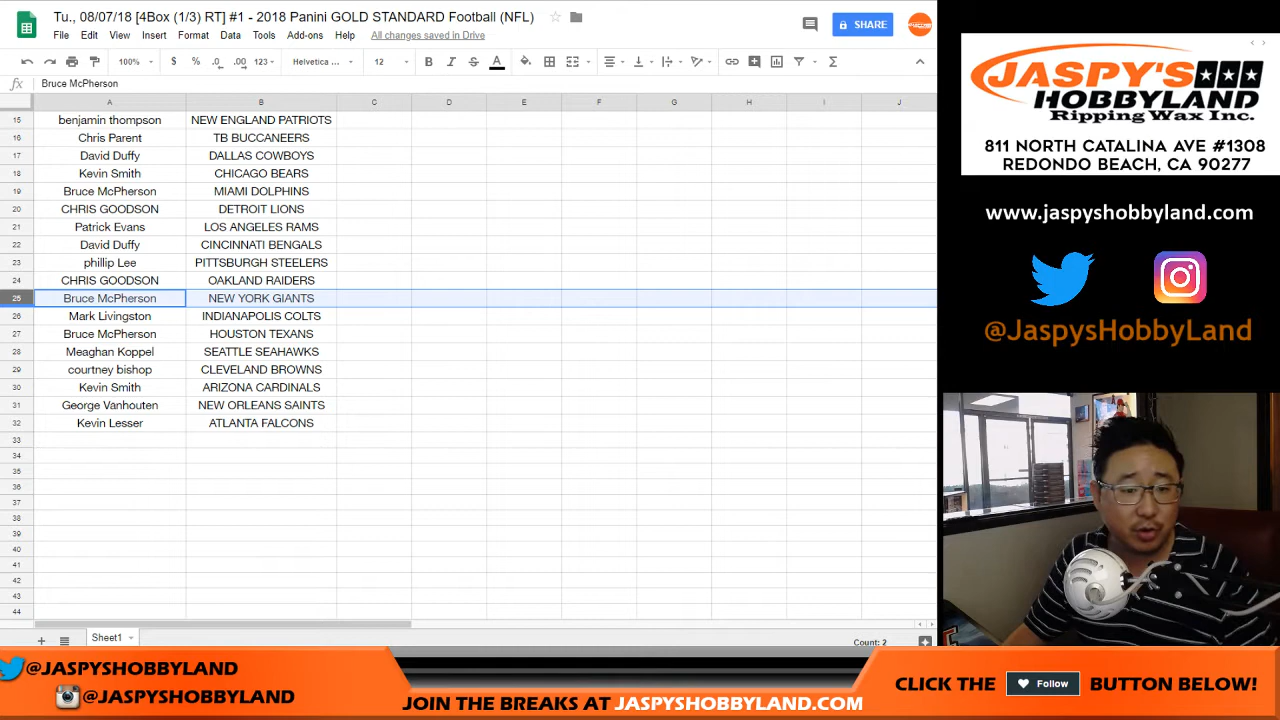 Tu., 08/07/18 [4Box (1/3) RT] #1 - 2018 Panini GOLD STANDARD Football (NFL)
File Edit View Insert Format Data Tools Add-ons Help All changes saved in Drive
SHARE
100% $ % .0 .00 123 Helvetica ... 12 B I S A
fx Bruce McPherson
A B C D E F G H I J
15 benjamin thompson NEW ENGLAND PATRIOTS
16 Chris Parent TB BUCCANEERS
17 David Duffy DALLAS COWBOYS
18 Kevin Smith CHICAGO BEARS
19 Bruce McPherson MIAMI DOLPHINS
20 CHRIS GOODSON DETROIT LIONS
21 Patrick Evans LOS ANGELES RAMS
22 David Duffy CINCINNATI BENGALS
23 phillip Lee PITTSBURGH STEELERS
24 CHRIS GOODSON OAKLAND RAIDERS
25 Bruce McPherson NEW YORK GIANTS
26 Mark Livingston INDIANAPOLIS COLTS
27 Bruce McPherson HOUSTON TEXANS
28 Meaghan Koppel SEATTLE SEAHAWKS
29 courtney bishop CLEVELAND BROWNS
30 Kevin Smith ARIZONA CARDINALS
31 George Vanhouten NEW ORLEANS SAINTS
32 Kevin Lesser ATLANTA FALCONS
33
34
35
36
37
38
39
40
41
42
43
44
Sheet1
Count: 2
JASPY'S
HOBBYLAND
Ripping Wax Inc.
811 NORTH CATALINA AVE #1308
REDONDO BEACH, CA 90277
www.jaspyshobbyland.com
@JaspysHobbyLand
@JASPYSHOBBYLAND
@JASPYSHOBBYLAND
JOIN THE BREAKS AT JASPYSHOBBYLAND.COM
CLICK THE Follow BUTTON BELOW!